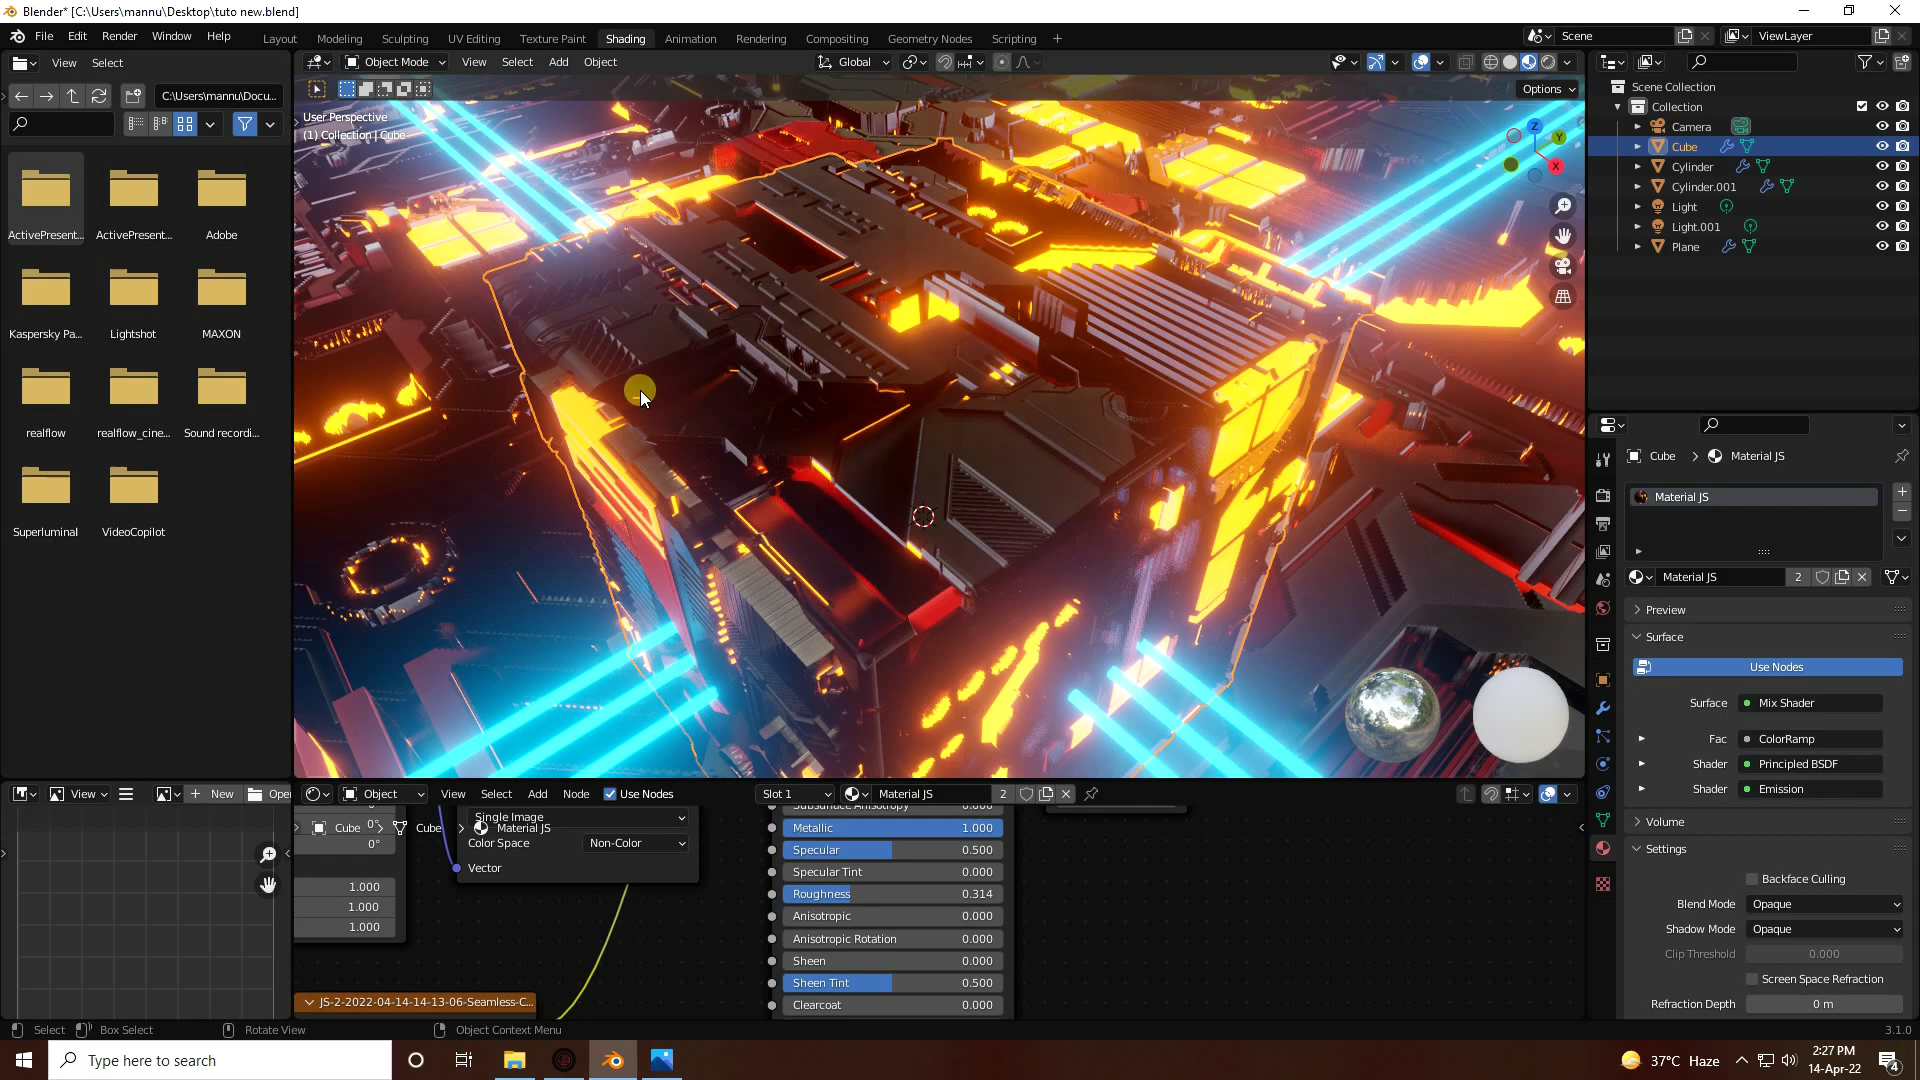 Blender* [C:\Users\mannu\Desktop\tuto new.blend]
File Edit Render Window Help
Layout Modeling Sculpting UV Editing Texture Paint Shading Animation Rendering Compositing Geometry Nodes Scripting
Scene
ViewLayer
View Select
Object Mode View Select Add Object
Global
C:\Users\mannu\Docu...
Options
User Perspective
(1) Collection | Cube
Z
Y
X
ActivePresent...
ActivePresent...
Adobe
Kaspersky Pa...
Lightshot
MAXON
realflow
realflow_cine...
Sound recordi...
Superluminal
VideoCopilot
Scene Collection
Collection
Camera
Cube
Cylinder
Cylinder.001
Light
Light.001
Plane
Cube
Material JS
Material JS
Material JS 2
Preview
Surface
Use Nodes
Surface Mix Shader
Fac ColorRamp
Shader Principled BSDF
Shader Emission
Volume
Settings
Backface Culling
Blend Mode Opaque
Shadow Mode Opaque
Clip Threshold 0.000
Screen Space Refraction
Refraction Depth 0 m
View New Open
Object View Select Add Node Use Nodes Slot 1 Material JS 2
Cube Cube Material JS
0°
0°
1.000
1.000
1.000
Single Image
Color Space Non-Color
Vector
Subsurface Anisotropy 0.000
Metallic 1.000
Specular 0.500
Specular Tint 0.000
Roughness 0.314
Anisotropic 0.000
Anisotropic Rotation 0.000
Sheen 0.000
Sheen Tint 0.500
Clearcoat 0.000
JS-2-2022-04-14-14-13-06-Seamless-C...
Select Box Select Rotate View Object Context Menu 3.1.0
Type here to search
37°C Haze
2:27 PM
14-Apr-22
4